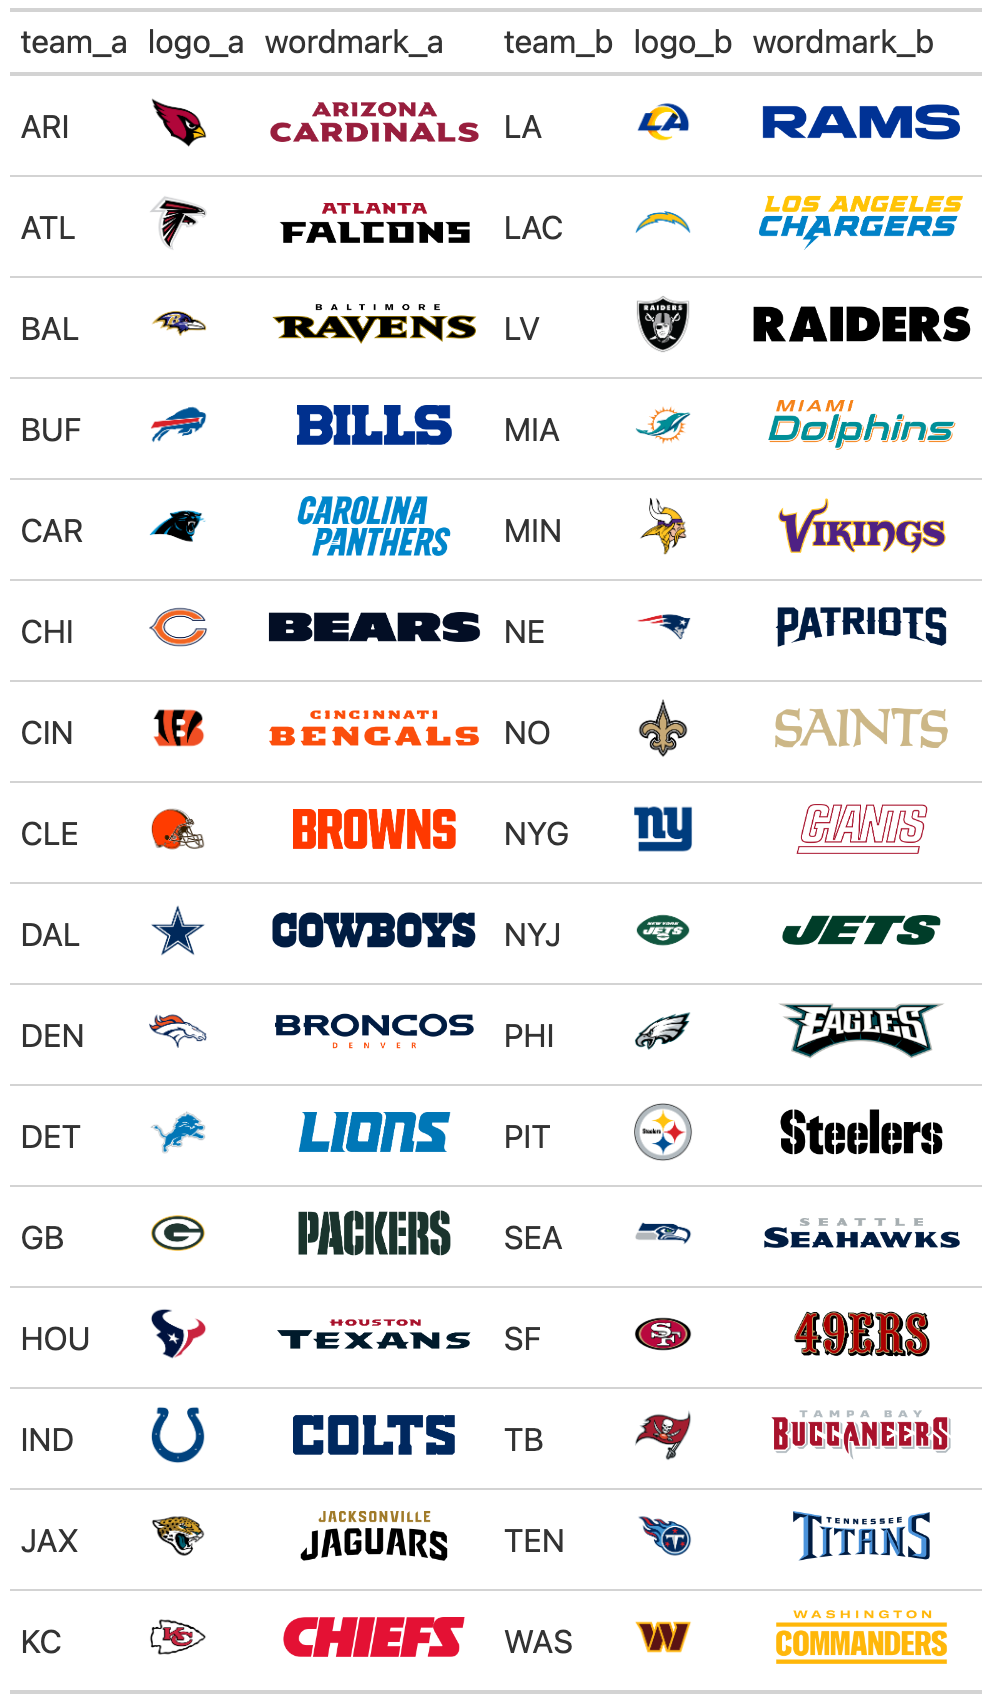 team_a logo_a wordmark_a team_b logo_b wordmark_b
ARI ARIZONA CARDINALS LA LA RAMS
ATL ATLANTA FALCONS LAC LOS ANGELES CHARGERS
BAL B BALTIMORE RAVENS LV RAIDERS RAIDERS
BUF BILLS MIA MIAMI Dolphins
CAR CAROLINA PANTHERS MIN VIKINGS
CHI C BEARS NE PATRIOTS
CIN B CINCINNATI BENGALS NO SAINTS
CLE BROWNS NYG ny GIANTS
DAL COWBOYS NYJ NEW YORK JETS JETS
DEN BRONCOS DENVER PHI EAGLES
DET LIONS PIT Steelers Steelers
GB G PACKERS SEA SEATTLE SEAHAWKS
HOU HOUSTON TEXANS SF SF 49ERS
IND COLTS TB TAMPA BAY BUCCANEERS
JAX JACKSONVILLE JAGUARS TEN T TENNESSEE TITANS
KC KC CHIEFS WAS W WASHINGTON COMMANDERS